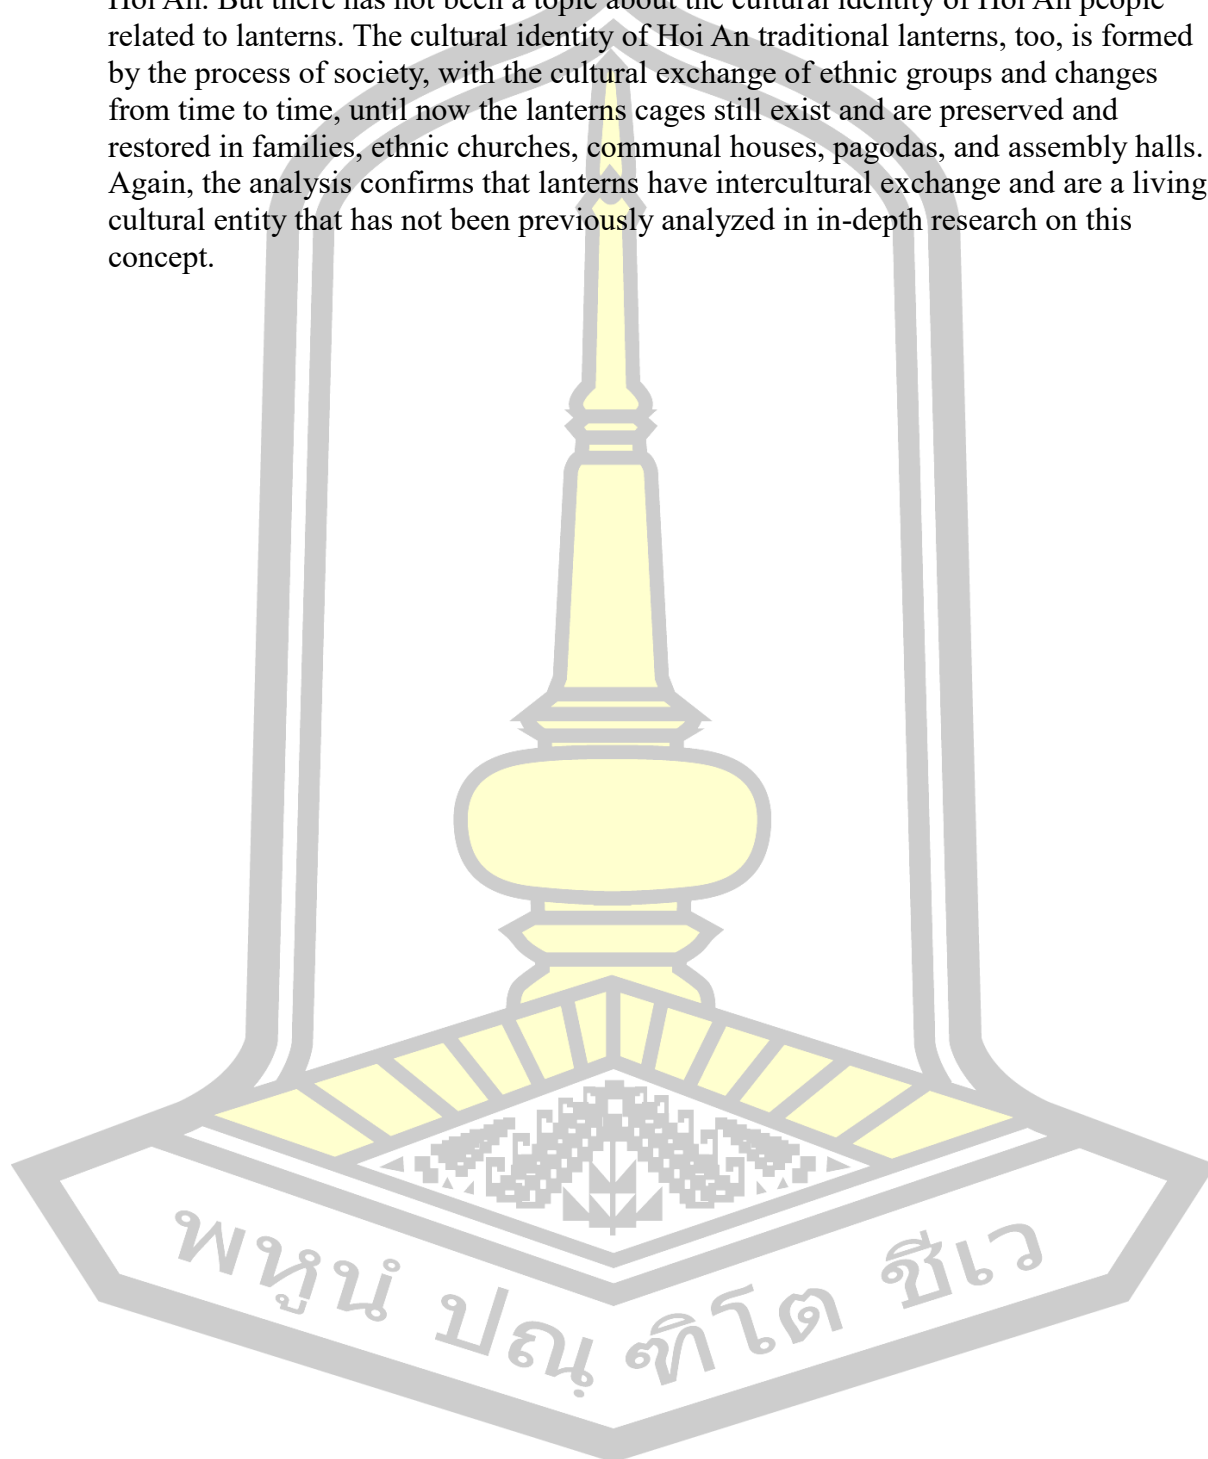 Hoi An. But there has not been a topic about the cultural identity of Hoi An people
related to lanterns. The cultural identity of Hoi An traditional lanterns, too, is formed
by the process of society, with the cultural exchange of ethnic groups and changes
from time to time, until now the lanterns cages still exist and are preserved and
restored in families, ethnic churches, communal houses, pagodas, and assembly halls.
Again, the analysis confirms that lanterns have intercultural exchange and are a living
cultural entity that has not been previously analyzed in in-depth research on this
concept.
พหูนํ ปณฺฑิโต ชีเว